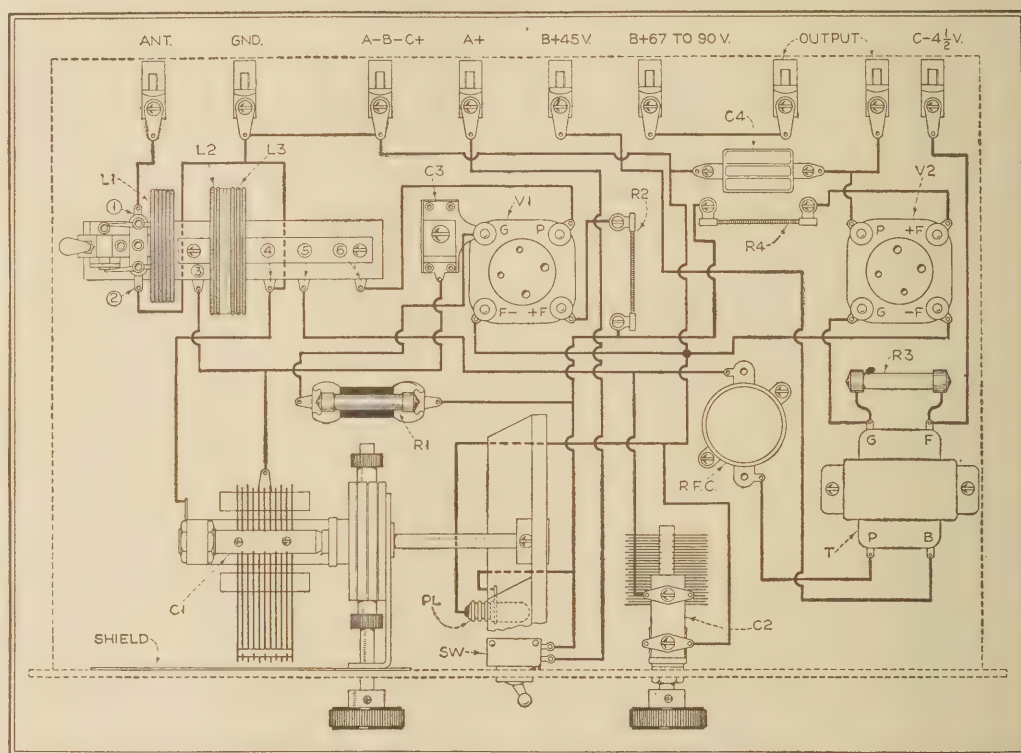 ANT. GND. A-B-C+ A+ B+45 V. B+67 TO 90 V. OUTPUT C-4½V.
C4
L2 L3
C3
V1
R2
V2
L1
①
G P
R4
P +F
③ ④ ⑤ ⑥
②
F- +F
G -F
R3
R1
G F
R.F.C.
T
P B
C1
PL
C2
SHIELD
SW